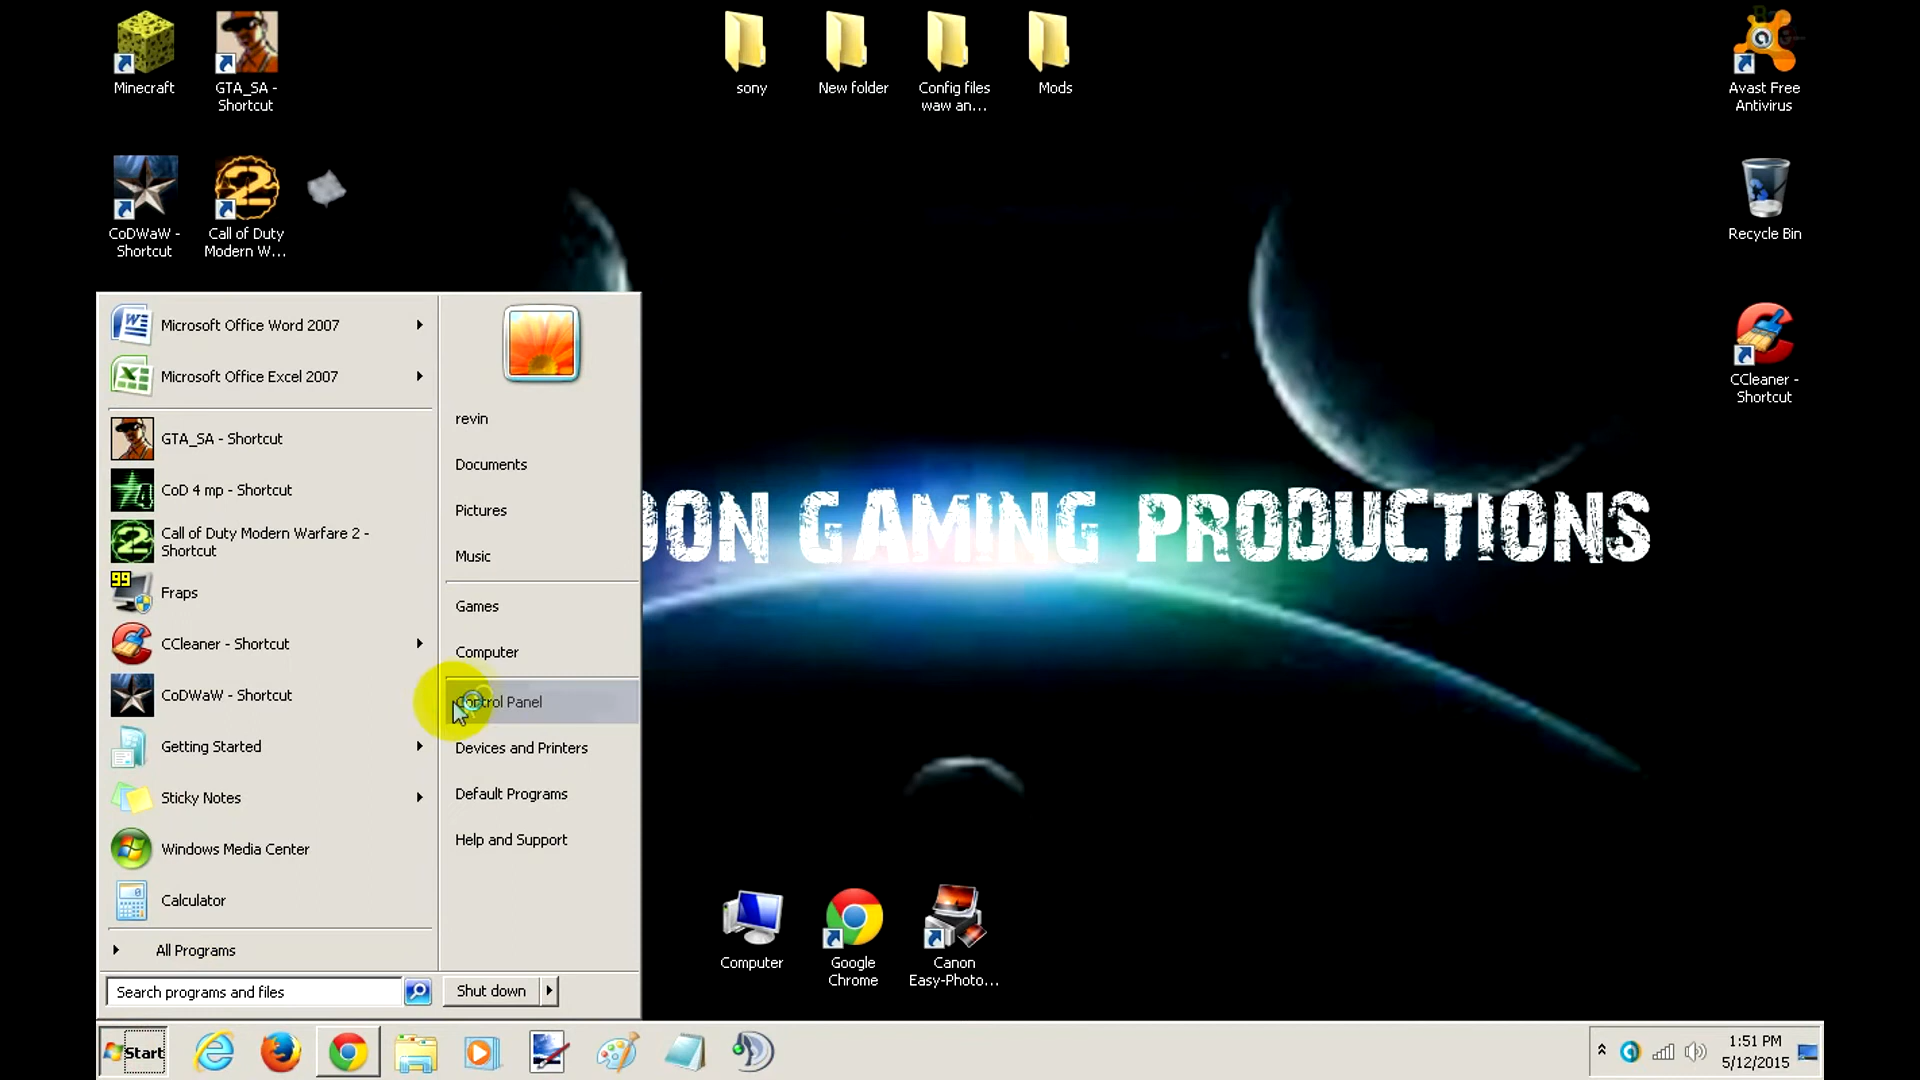 Minecraft
GTA_SA -
Shortcut
sony
New folder
Config files
waw an...
Mods
Avast Free
Antivirus
CoDWaW -
Shortcut
Call of Duty
Modern W...
Recycle Bin
CCleaner -
Shortcut
Microsoft Office Word 2007
Microsoft Office Excel 2007
GTA_SA - Shortcut
CoD 4 mp - Shortcut
Call of Duty Modern Warfare 2 -
Shortcut
99
Fraps
CCleaner - Shortcut
CoDWaW - Shortcut
Getting Started
Sticky Notes
Windows Media Center
Calculator
All Programs
Search programs and files
revin
Documents
Pictures
Music
Games
Computer
Control Panel
Devices and Printers
Default Programs
Help and Support
Shut down
GAMING PRODUCTIONS
Computer
Google
Chrome
Canon
Easy-Photo...
Start
1:51 PM
5/12/2015